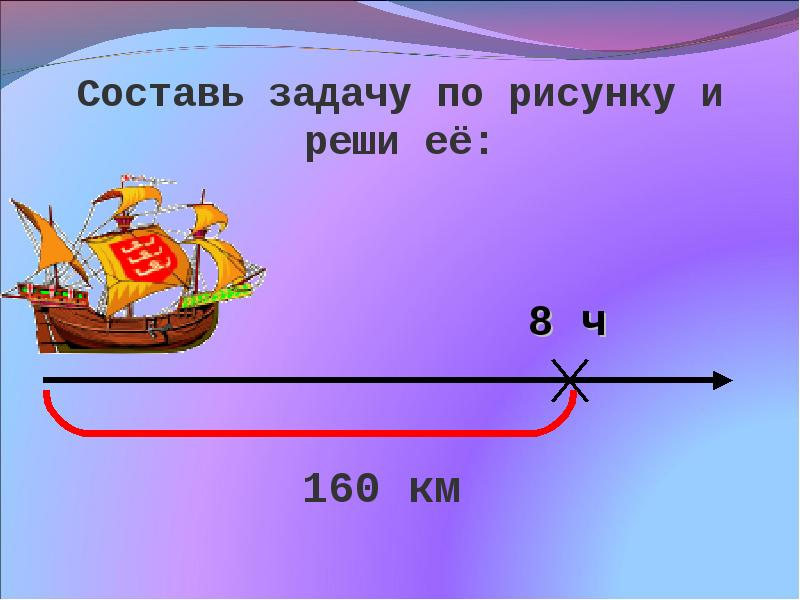 Составь задачу по рисунку и
реши её:
8 ч
160 км